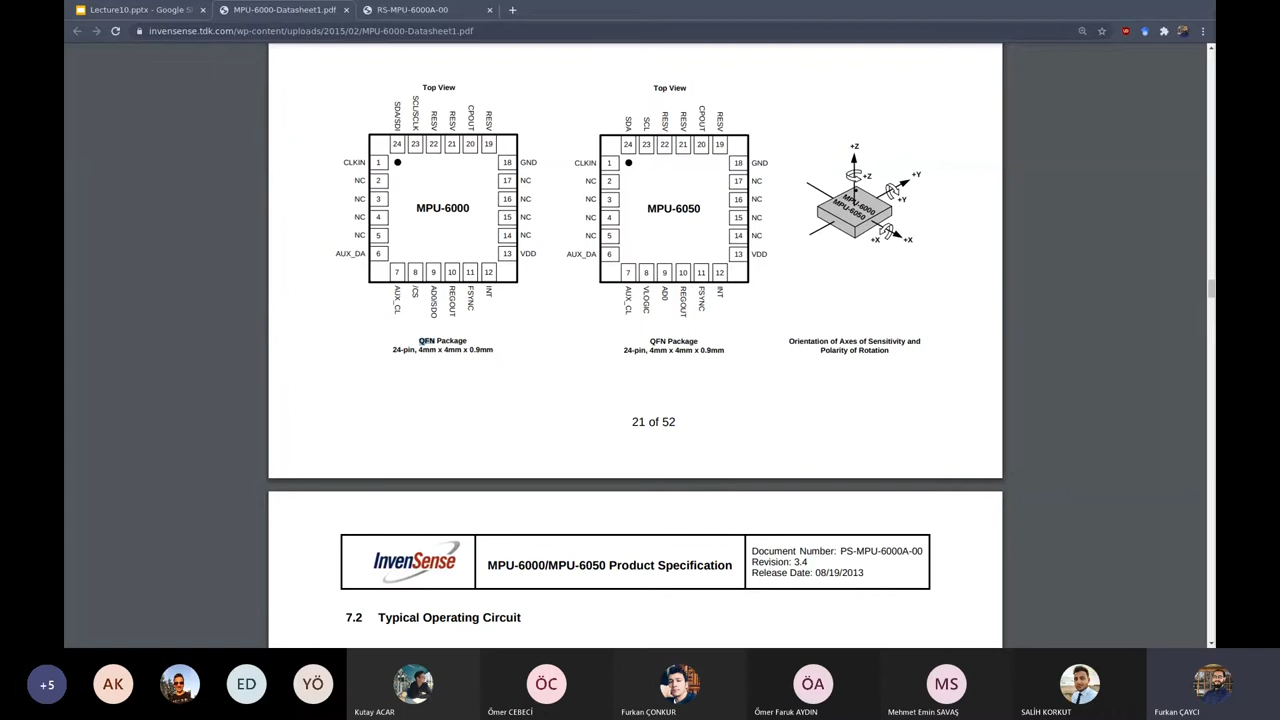 Lecture10.pptx - Google Sl
MPU-6000-Datasheet1.pdf
RS-MPU-6000A-00
invensense.tdk.com/wp-content/uploads/2015/02/MPU-6000-Datasheet1.pdf
Top View
SDA/SDI
SCL/SCLK
RESV
RESV
CPOUT
RESV
24 23 22 21 20 19
CLKIN 1 18 GND
NC 2 17 NC
NC 3 16 NC
NC 4 15 NC
NC 5 14 NC
AUX_DA 6 13 VDD
MPU-6000
7 8 9 10 11 12
AUX_CL
/CS
AD0/SDO
REGOUT
FSYNC
INT
QFN Package
24-pin, 4mm x 4mm x 0.9mm
Top View
SDA
SCL
RESV
RESV
CPOUT
RESV
24 23 22 21 20 19
CLKIN 1 18 GND
NC 2 17 NC
NC 3 16 NC
NC 4 15 NC
NC 5 14 NC
AUX_DA 6 13 VDD
MPU-6050
7 8 9 10 11 12
AUX_CL
VLOGIC
AD0
REGOUT
FSYNC
INT
QFN Package
24-pin, 4mm x 4mm x 0.9mm
+Z
+Z
+Y
+Y
MPU-6000
MPU-6050
+X
+X
Orientation of Axes of Sensitivity and
Polarity of Rotation
21 of 52
InvenSense
MPU-6000/MPU-6050 Product Specification
Document Number: PS-MPU-6000A-00
Revision: 3.4
Release Date: 08/19/2013
7.2 Typical Operating Circuit
+5
AK
ED
YÖ
Kutay ACAR
ÖC
Ömer CEBECİ
Furkan ÇONKUR
ÖA
Ömer Faruk AYDIN
MS
Mehmet Emin SAVAŞ
SALİH KORKUT
Furkan ÇAYCI